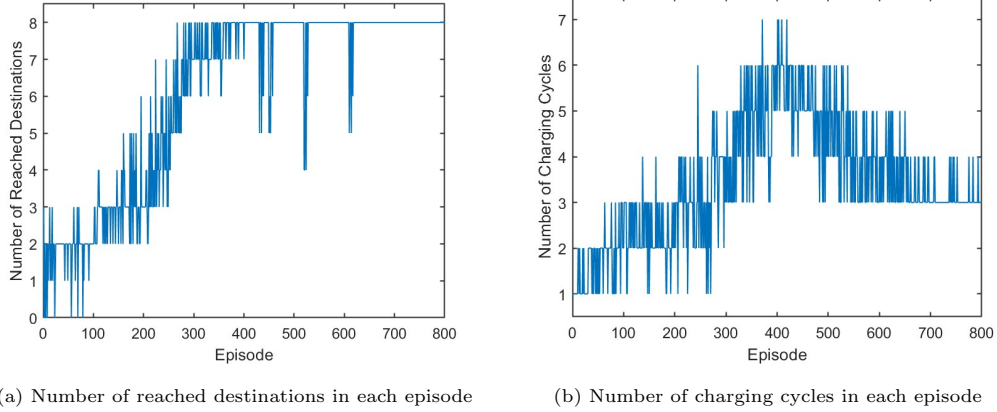 8
7
6
5
4
3
2
1
0
Number of Reached Destinations
0 100 200 300 400 500 600 700 800
Episode
7
6
5
4
3
2
1
Number of Charging Cycles
0 100 200 300 400 500 600 700 800
Episode
(a) Number of reached destinations in each episode
(b) Number of charging cycles in each episode